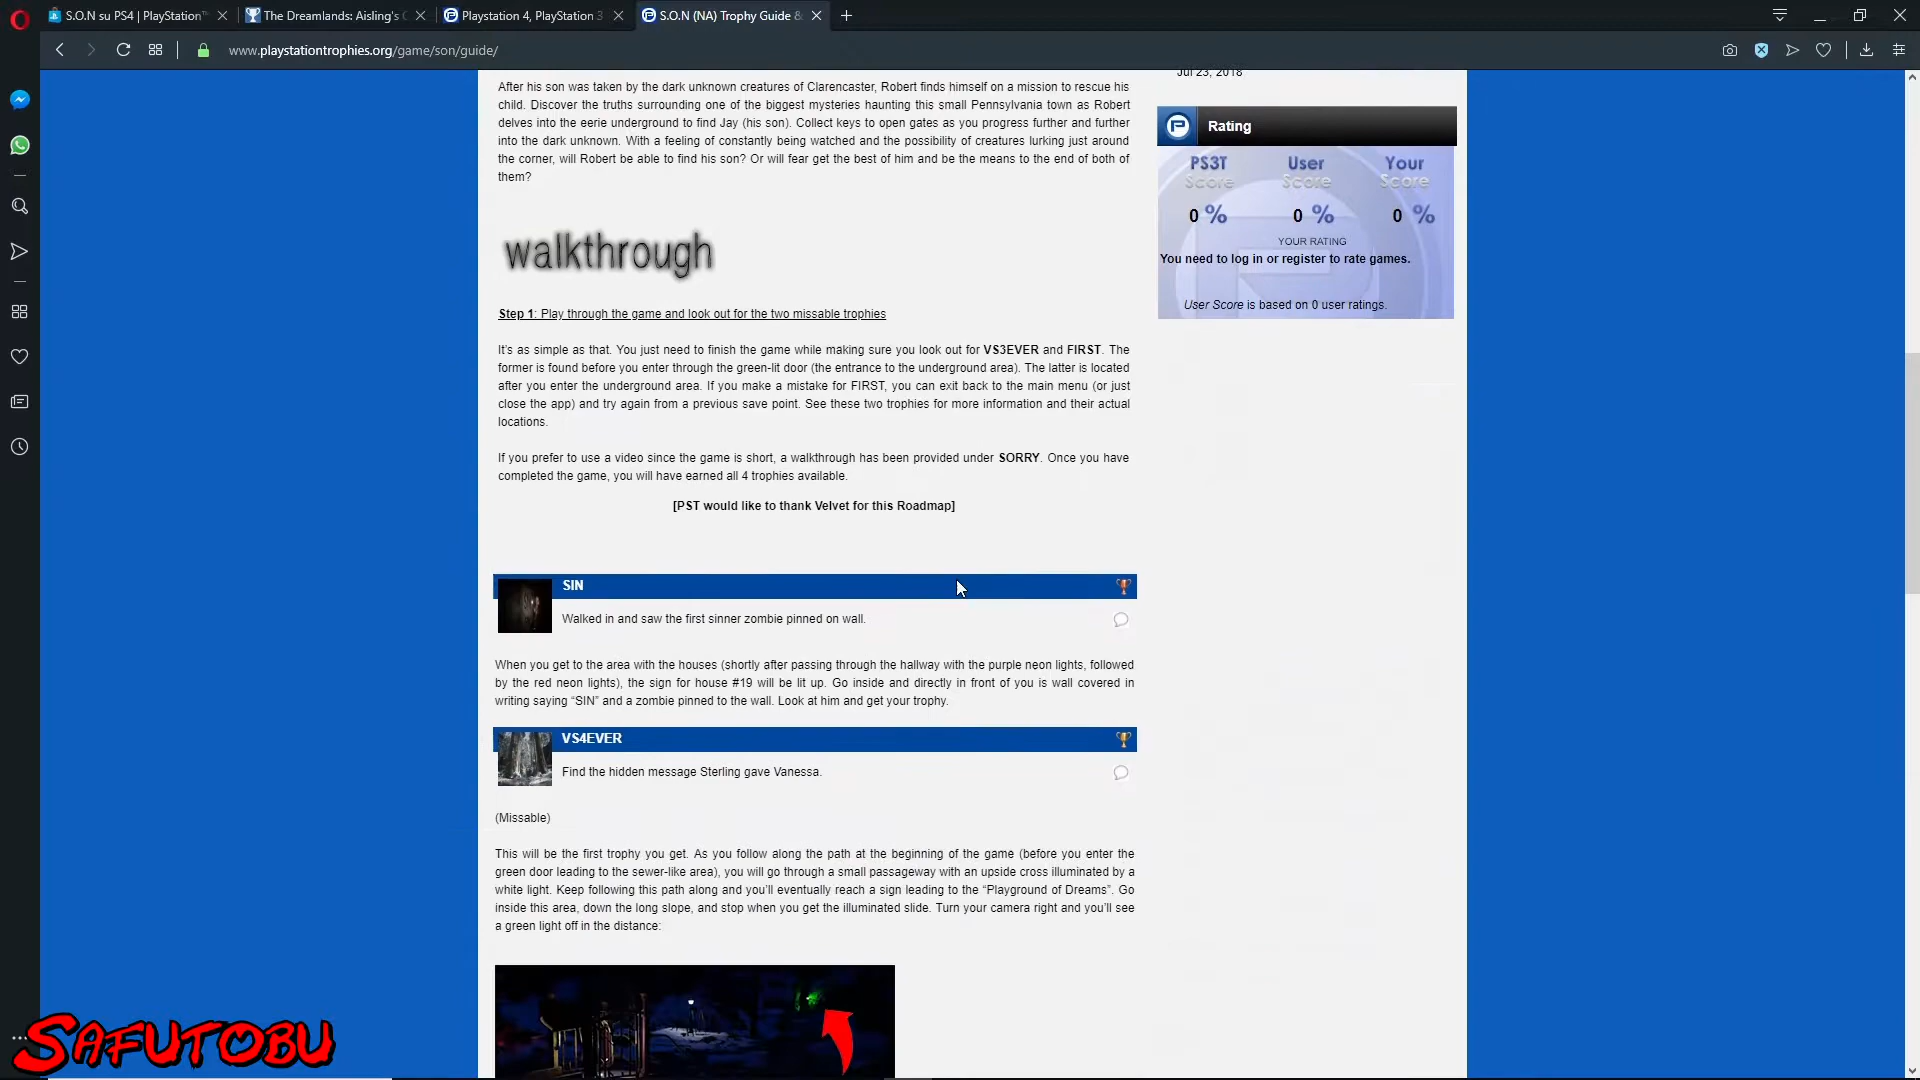 S.O.N su PS4 | PlayStation™
The Dreamlands: Aisling's
Playstation 4, PlayStation 3
S.O.N (NA) Trophy Guide &
www.playstationtrophies.org/game/son/guide/
After his son was taken by the dark unknown creatures of Clarencaster, Robert finds himself on a mission to rescue his
child. Discover the truths surrounding one of the biggest mysteries haunting this small Pennsylvania town as Robert
delves into the eerie underground to find Jay (his son). Collect keys to open gates as you progress further and further
into the dark unknown. With a feeling of constantly being watched and the possibility of creatures lurking just around
the corner, will Robert be able to find his son? Or will fear get the best of him and be the means to the end of both of
them?
Jul 23, 2018
Rating
PS3T User Your
Score Score Score
0 % 0 % 0 %
YOUR RATING
You need to log in or register to rate games.
User Score is based on 0 user ratings.
walkthrough
Step 1: Play through the game and look out for the two missable trophies
It's as simple as that. You just need to finish the game while making sure you look out for VS3EVER and FIRST. The
former is found before you enter through the green-lit door (the entrance to the underground area). The latter is located
after you enter the underground area. If you make a mistake for FIRST, you can exit back to the main menu (or just
close the app) and try again from a previous save point. See these two trophies for more information and their actual
locations.
If you prefer to use a video since the game is short, a walkthrough has been provided under SORRY. Once you have
completed the game, you will have earned all 4 trophies available.
[PST would like to thank Velvet for this Roadmap]
SIN
Walked in and saw the first sinner zombie pinned on wall.
When you get to the area with the houses (shortly after passing through the hallway with the purple neon lights, followed
by the red neon lights), the sign for house #19 will be lit up. Go inside and directly in front of you is wall covered in
writing saying “SIN” and a zombie pinned to the wall. Look at him and get your trophy.
VS4EVER
Find the hidden message Sterling gave Vanessa.
(Missable)
This will be the first trophy you get. As you follow along the path at the beginning of the game (before you enter the
green door leading to the sewer-like area), you will go through a small passageway with an upside cross illuminated by a
white light. Keep following this path along and you'll eventually reach a sign leading to the “Playground of Dreams”. Go
inside this area, down the long slope, and stop when you get the illuminated slide. Turn your camera right and you'll see
a green light off in the distance:
SAFUTOBU